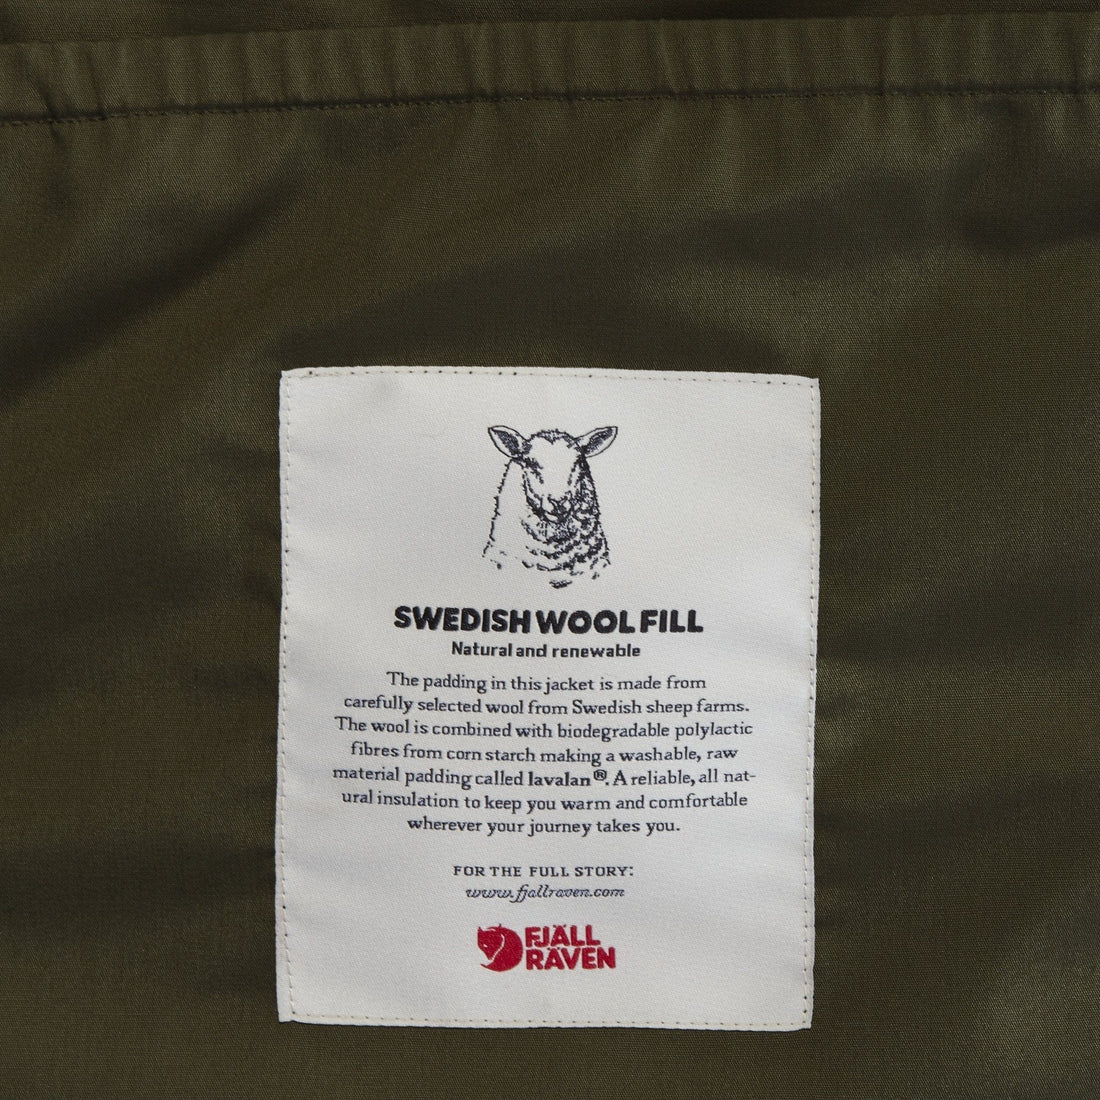 SWEDISH WOOL FILL
Natural and renewable
The padding in this jacket is made from
carefully selected wool from Swedish sheep farms.
The wool is combined with biodegradable polylactic
fibres from corn starch making a washable, raw
material padding called lavalan®. A reliable, all nat-
ural insulation to keep you warm and comfortable
wherever your journey takes you.
FOR THE FULL STORY:
www.fjallraven.com
FJÄLL
RÄVEN